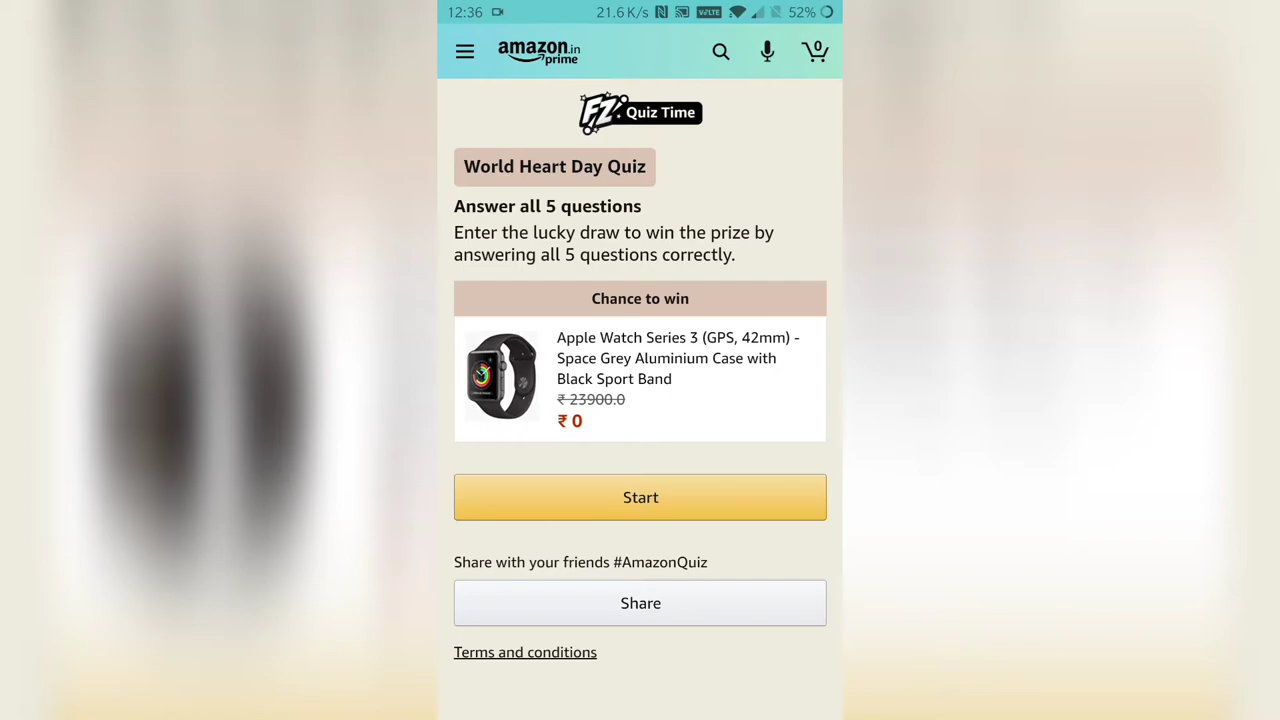 12:36 21.6 K/s VoLTE 52%
amazon.in
prime
0
FZ. Quiz Time
World Heart Day Quiz
Answer all 5 questions
Enter the lucky draw to win the prize by
answering all 5 questions correctly.
Chance to win
Apple Watch Series 3 (GPS, 42mm) -
Space Grey Aluminium Case with
Black Sport Band
₹ 23900.0
₹ 0
Start
Share with your friends #AmazonQuiz
Share
Terms and conditions